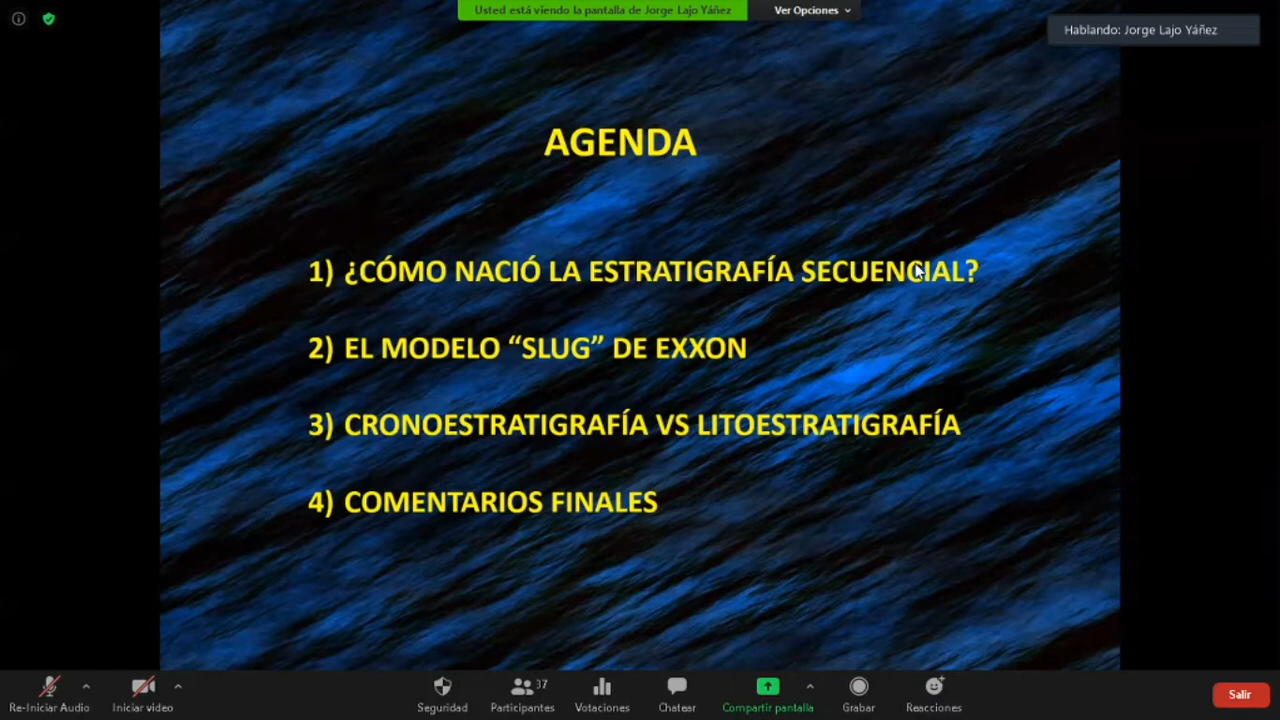 Usted está viendo la pantalla de Jorge Lajo Yáñez
Ver Opciones
Hablando: Jorge Lajo Yáñez
AGENDA
1) ¿CÓMO NACIÓ LA ESTRATIGRAFÍA SECUENCIAL?
2) EL MODELO “SLUG” DE EXXON
3) CRONOESTRATIGRAFÍA VS LITOESTRATIGRAFÍA
4) COMENTARIOS FINALES
Re-Iniciar Audio
Iniciar video
Seguridad
Participantes 37
Votaciones
Chatear
Compartir pantalla
Grabar
Reacciones
Salir